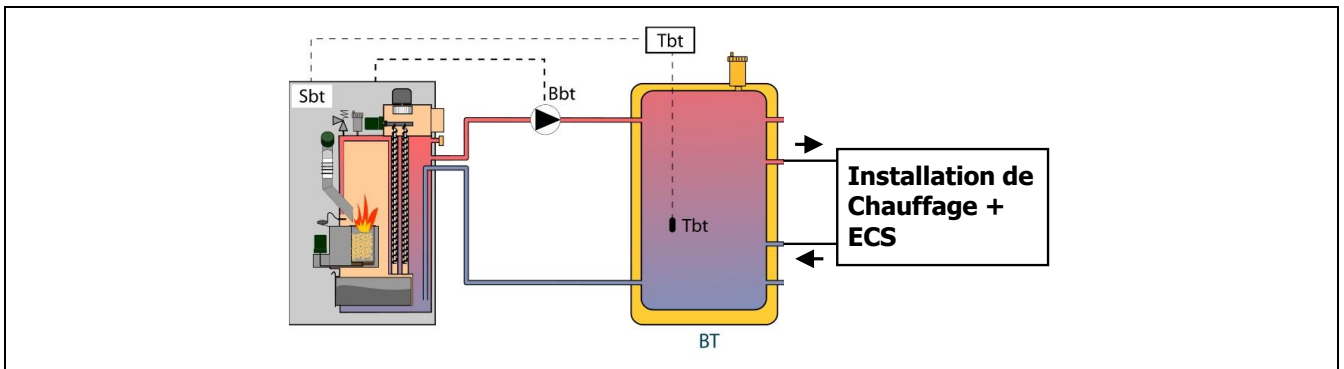 Tbt
Sbt
Bbt
Tbt
Installation de
Chauffage +
ECS
BT